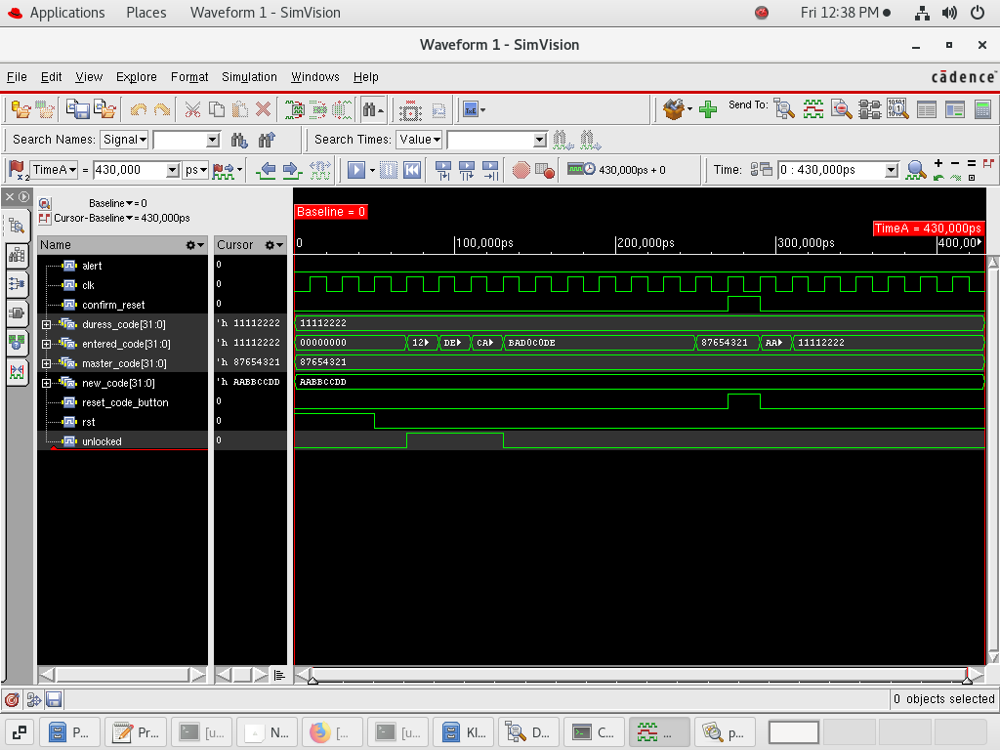 Applications Places Waveform 1 - SimVision Fri 12:38 PM
Waveform 1 - SimVision
File Edit View Explore Format Simulation Windows Help cādence
Send To:
Search Names: Signal Search Times: Value
x2 TimeA = 430,000 ps 430,000ps + 0 Time: 0 : 430,000ps
Baseline = 0
Cursor-Baseline = 430,000ps
Baseline = 0
TimeA = 430,000ps
Name Cursor 0 100,000ps 200,000ps 300,000ps 400,00
alert 0
clk 0
confirm_reset 0
duress_code[31:0] 'h 11112222 11112222
entered_code[31:0] 'h 11112222 00000000 12 DE CA BAD0C0DE 87654321 AA 11112222
master_code[31:0] 'h 87654321 87654321
new_code[31:0] 'h AABBCCDD AABBCCDD
reset_code_button 0
rst 0
unlocked 0
0 objects selected
P... Pr... [u... N... [... [u... Kl... D... C... ... p...